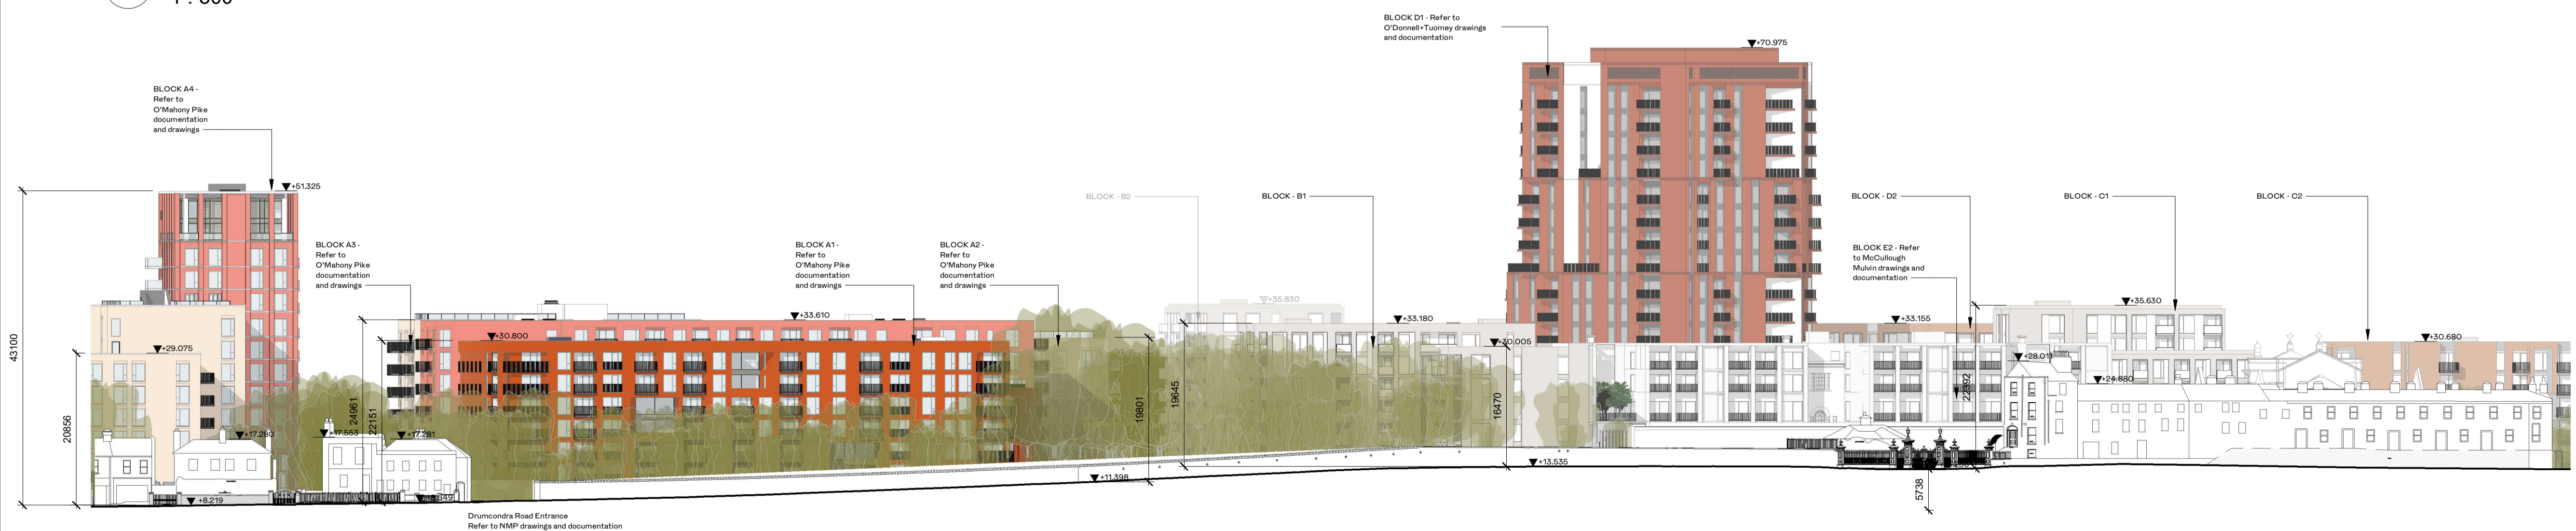 BLOCK D1 - Refer to
O'Donnell+Tuomey drawings
and documentation
+70.975
BLOCK A4 -
Refer to
O'Mahony Pike
documentation
and drawings
+51.325
BLOCK - B2
BLOCK - B1
BLOCK - D2
BLOCK - C1
BLOCK - C2
BLOCK A3 -
Refer to
O'Mahony Pike
documentation
and drawings
BLOCK A1 -
Refer to
O'Mahony Pike
documentation
and drawings
BLOCK A2 -
Refer to
O'Mahony Pike
documentation
and drawings
BLOCK E2 - Refer
to McCullough
Mulvin drawings and
documentation
+35.830
+35.630
+33.610
+33.180
+33.155
+30.800
+30.005
+30.680
+29.075
+28.011
+24.880
43100
20856
24961
22151
19801
19645
16470
22392
+17.280
+17.553
+17.281
+13.535
+11.398
+8.219
5738
Drumcondra Road Entrance
Refer to NMP drawings and documentation